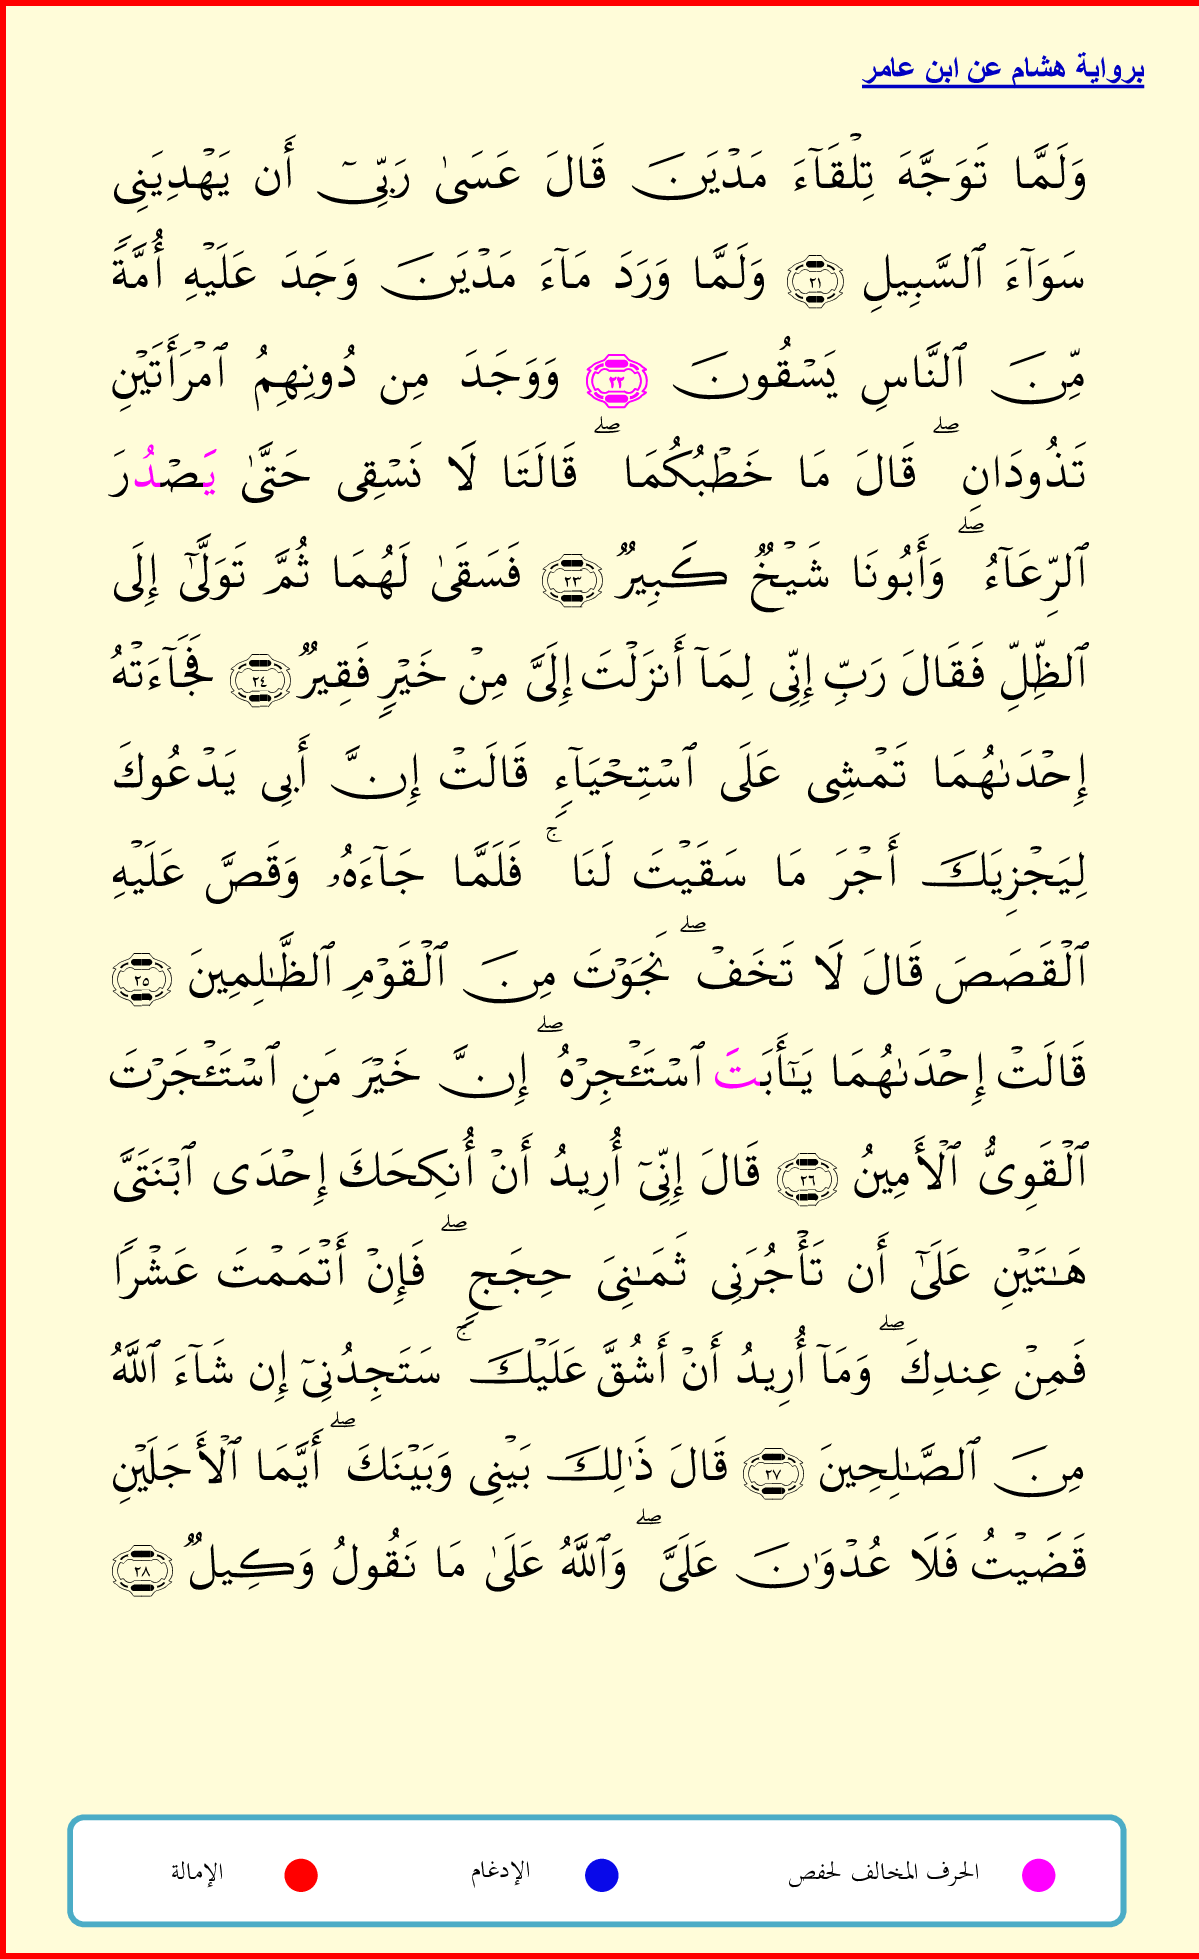 برواية هشام عن ابن عامر
وَلَمَّا تَوَجَّهَ تِلْقَآءَ مَدْيَنَ قَالَ عَسَىٰ رَبِّىٓ أَن يَهْدِيَنِى
سَوَآءَ ٱلسَّبِيلِ ٢١ وَلَمَّا وَرَدَ مَآءَ مَدْيَنَ وَجَدَ عَلَيْهِ أُمَّةً
مِّنَ ٱلنَّاسِ يَسْقُونَ ٢٢ وَوَجَدَ مِن دُونِهِمُ ٱمْرَأَتَيْنِ
تَذُودَانِ ۖ قَالَ مَا خَطْبُكُمَا ۖ قَالَتَا لَا نَسْقِى حَتَّىٰ يَصْدُرَ
ٱلرِّعَآءُ ۖ وَأَبُونَا شَيْخٌ كَبِيرٌ ٢٣ فَسَقَىٰ لَهُمَا ثُمَّ تَوَلَّىٰٓ إِلَى
ٱلظِّلِّ فَقَالَ رَبِّ إِنِّى لِمَآ أَنزَلْتَ إِلَىَّ مِنْ خَيْرٍ فَقِيرٌ ٢٤ فَجَآءَتْهُ
إِحْدَىٰهُمَا تَمْشِى عَلَى ٱسْتِحْيَآءٍ قَالَتْ إِنَّ أَبِى يَدْعُوكَ
لِيَجْزِيَكَ أَجْرَ مَا سَقَيْتَ لَنَا ۚ فَلَمَّا جَآءَهُۥ وَقَصَّ عَلَيْهِ
ٱلْقَصَصَ قَالَ لَا تَخَفْ ۖ نَجَوْتَ مِنَ ٱلْقَوْمِ ٱلظَّـٰلِمِينَ ٢٥
قَالَتْ إِحْدَىٰهُمَا يَـٰٓأَبَتَ ٱسْتَـْٔجِرْهُ ۖ إِنَّ خَيْرَ مَنِ ٱسْتَـْٔجَرْتَ
ٱلْقَوِىُّ ٱلْأَمِينُ ٢٦ قَالَ إِنِّىٓ أُرِيدُ أَنْ أُنكِحَكَ إِحْدَى ٱبْنَتَىَّ
هَـٰتَيْنِ عَلَىٰٓ أَن تَأْجُرَنِى ثَمَـٰنِىَ حِجَجٍ ۖ فَإِنْ أَتْمَمْتَ عَشْرًا
فَمِنْ عِندِكَ ۖ وَمَآ أُرِيدُ أَنْ أَشُقَّ عَلَيْكَ ۚ سَتَجِدُنِىٓ إِن شَآءَ ٱللَّهُ
مِنَ ٱلصَّـٰلِحِينَ ٢٧ قَالَ ذَٰلِكَ بَيْنِى وَبَيْنَكَ ۖ أَيَّمَا ٱلْأَجَلَيْنِ
قَضَيْتُ فَلَا عُدْوَٰنَ عَلَىَّ ۖ وَٱللَّهُ عَلَىٰ مَا نَقُولُ وَكِيلٌ ٢٨
الحرف المخالف لحفص الإدغام الإمالة